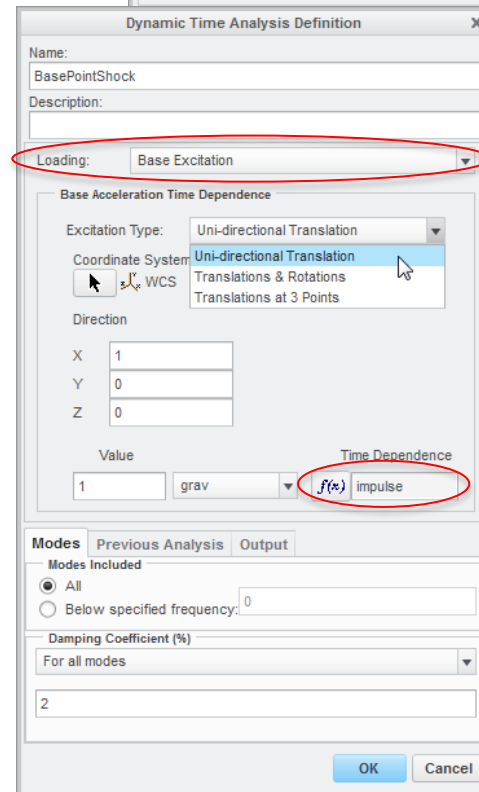 Dynamic Time Analysis Definition X
Name:
BasePointShock
Description:
Loading: Base Excitation
Base Acceleration Time Dependence
Excitation Type: Uni-directional Translation
Coordinate System Uni-directional Translation
WCS Translations & Rotations
Translations at 3 Points
Direction
X 1
Y 0
Z 0
Value Time Dependence
1 grav f(x) impulse
Modes Previous Analysis Output
Modes Included
All
Below specified frequency: 0
Damping Coefficient (%)
For all modes
2
OK Cancel